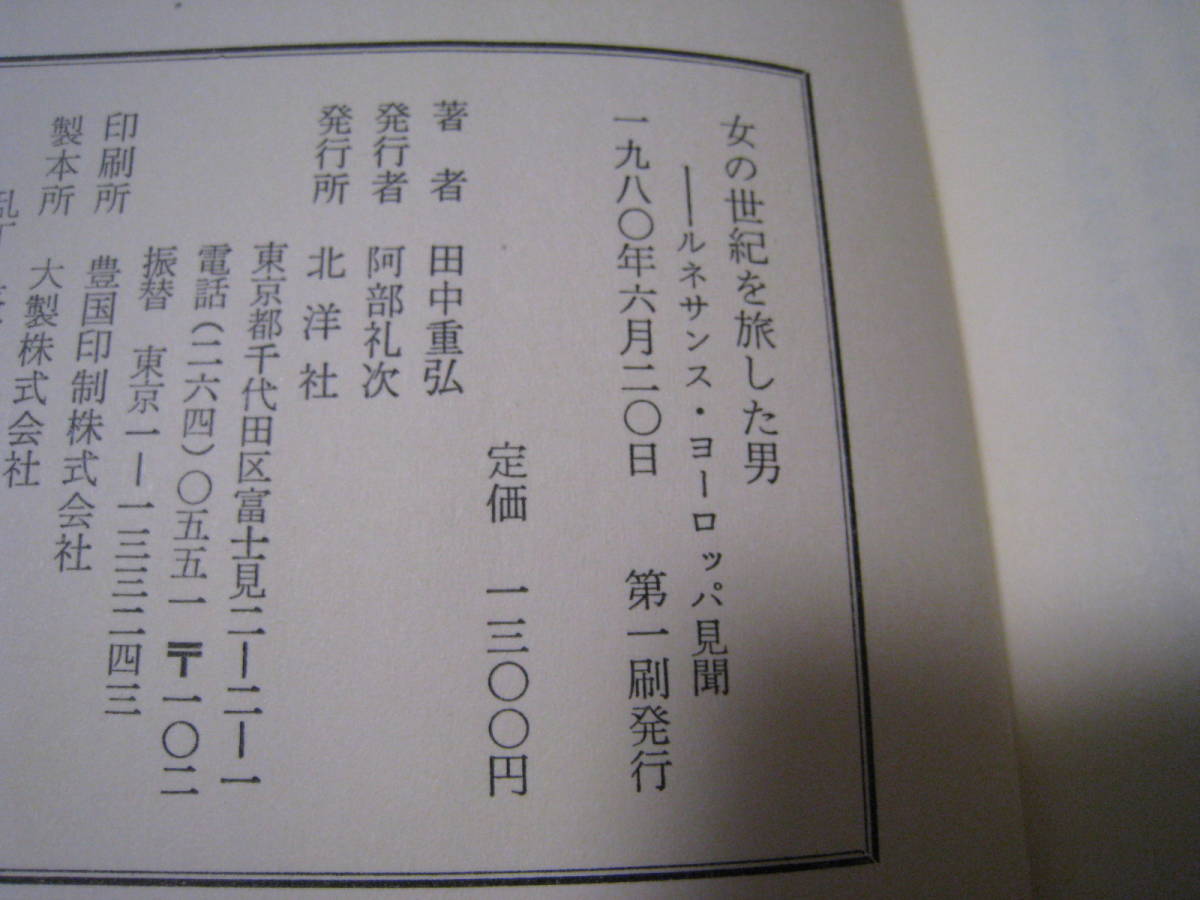 女の世紀を旅した男
――ルネサンス・ヨーロッパ見聞
一九八〇年六月二〇日 第一刷発行
定価 一三〇〇円
著者 田中重弘
発行者 阿部礼次
発行所 北洋社
東京都千代田区富士見二―二―一
電話(二六四)〇五五一 〒一〇二
振替 東京一―一三三二四三
印刷所 豊国印制株式会社
製本所 大製株式会社
乱丁